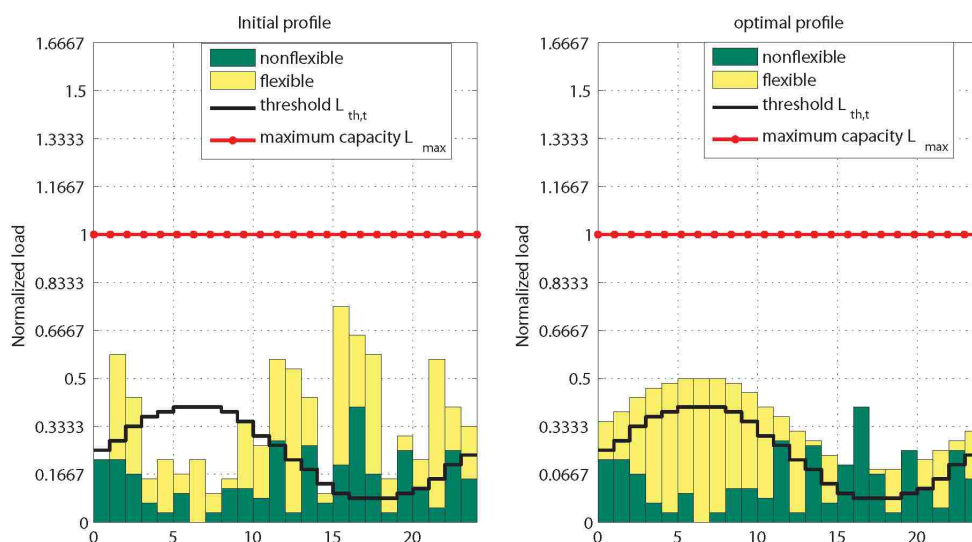 Initial profile
1.6667
1.5
1.3333
1.1667
1
0.8333
0.6667
0.5
0.3333
0.1667
0
Normalized load
nonflexible
flexible
threshold L th,t
maximum capacity L max
0 5 10 15 20
optimal profile
1.6667
1.5
1.3333
1.1667
1
0.8333
0.6667
0.5
0.3333
0.0667
0
Normalized load
nonflexible
flexible
threshold L th,t
maximum capacity L max
0 5 10 15 20